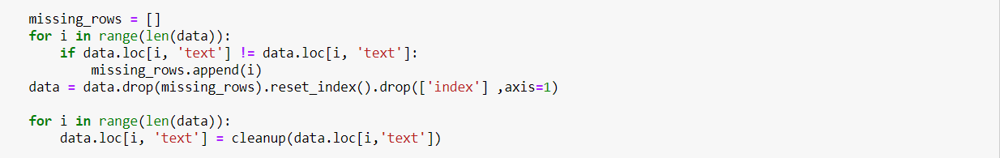 missing_rows = []
for i in range(len(data)):
    if data.loc[i, 'text'] != data.loc[i, 'text']:
        missing_rows.append(i)
data = data.drop(missing_rows).reset_index().drop(['index'] ,axis=1)

for i in range(len(data)):
    data.loc[i, 'text'] = cleanup(data.loc[i,'text'])